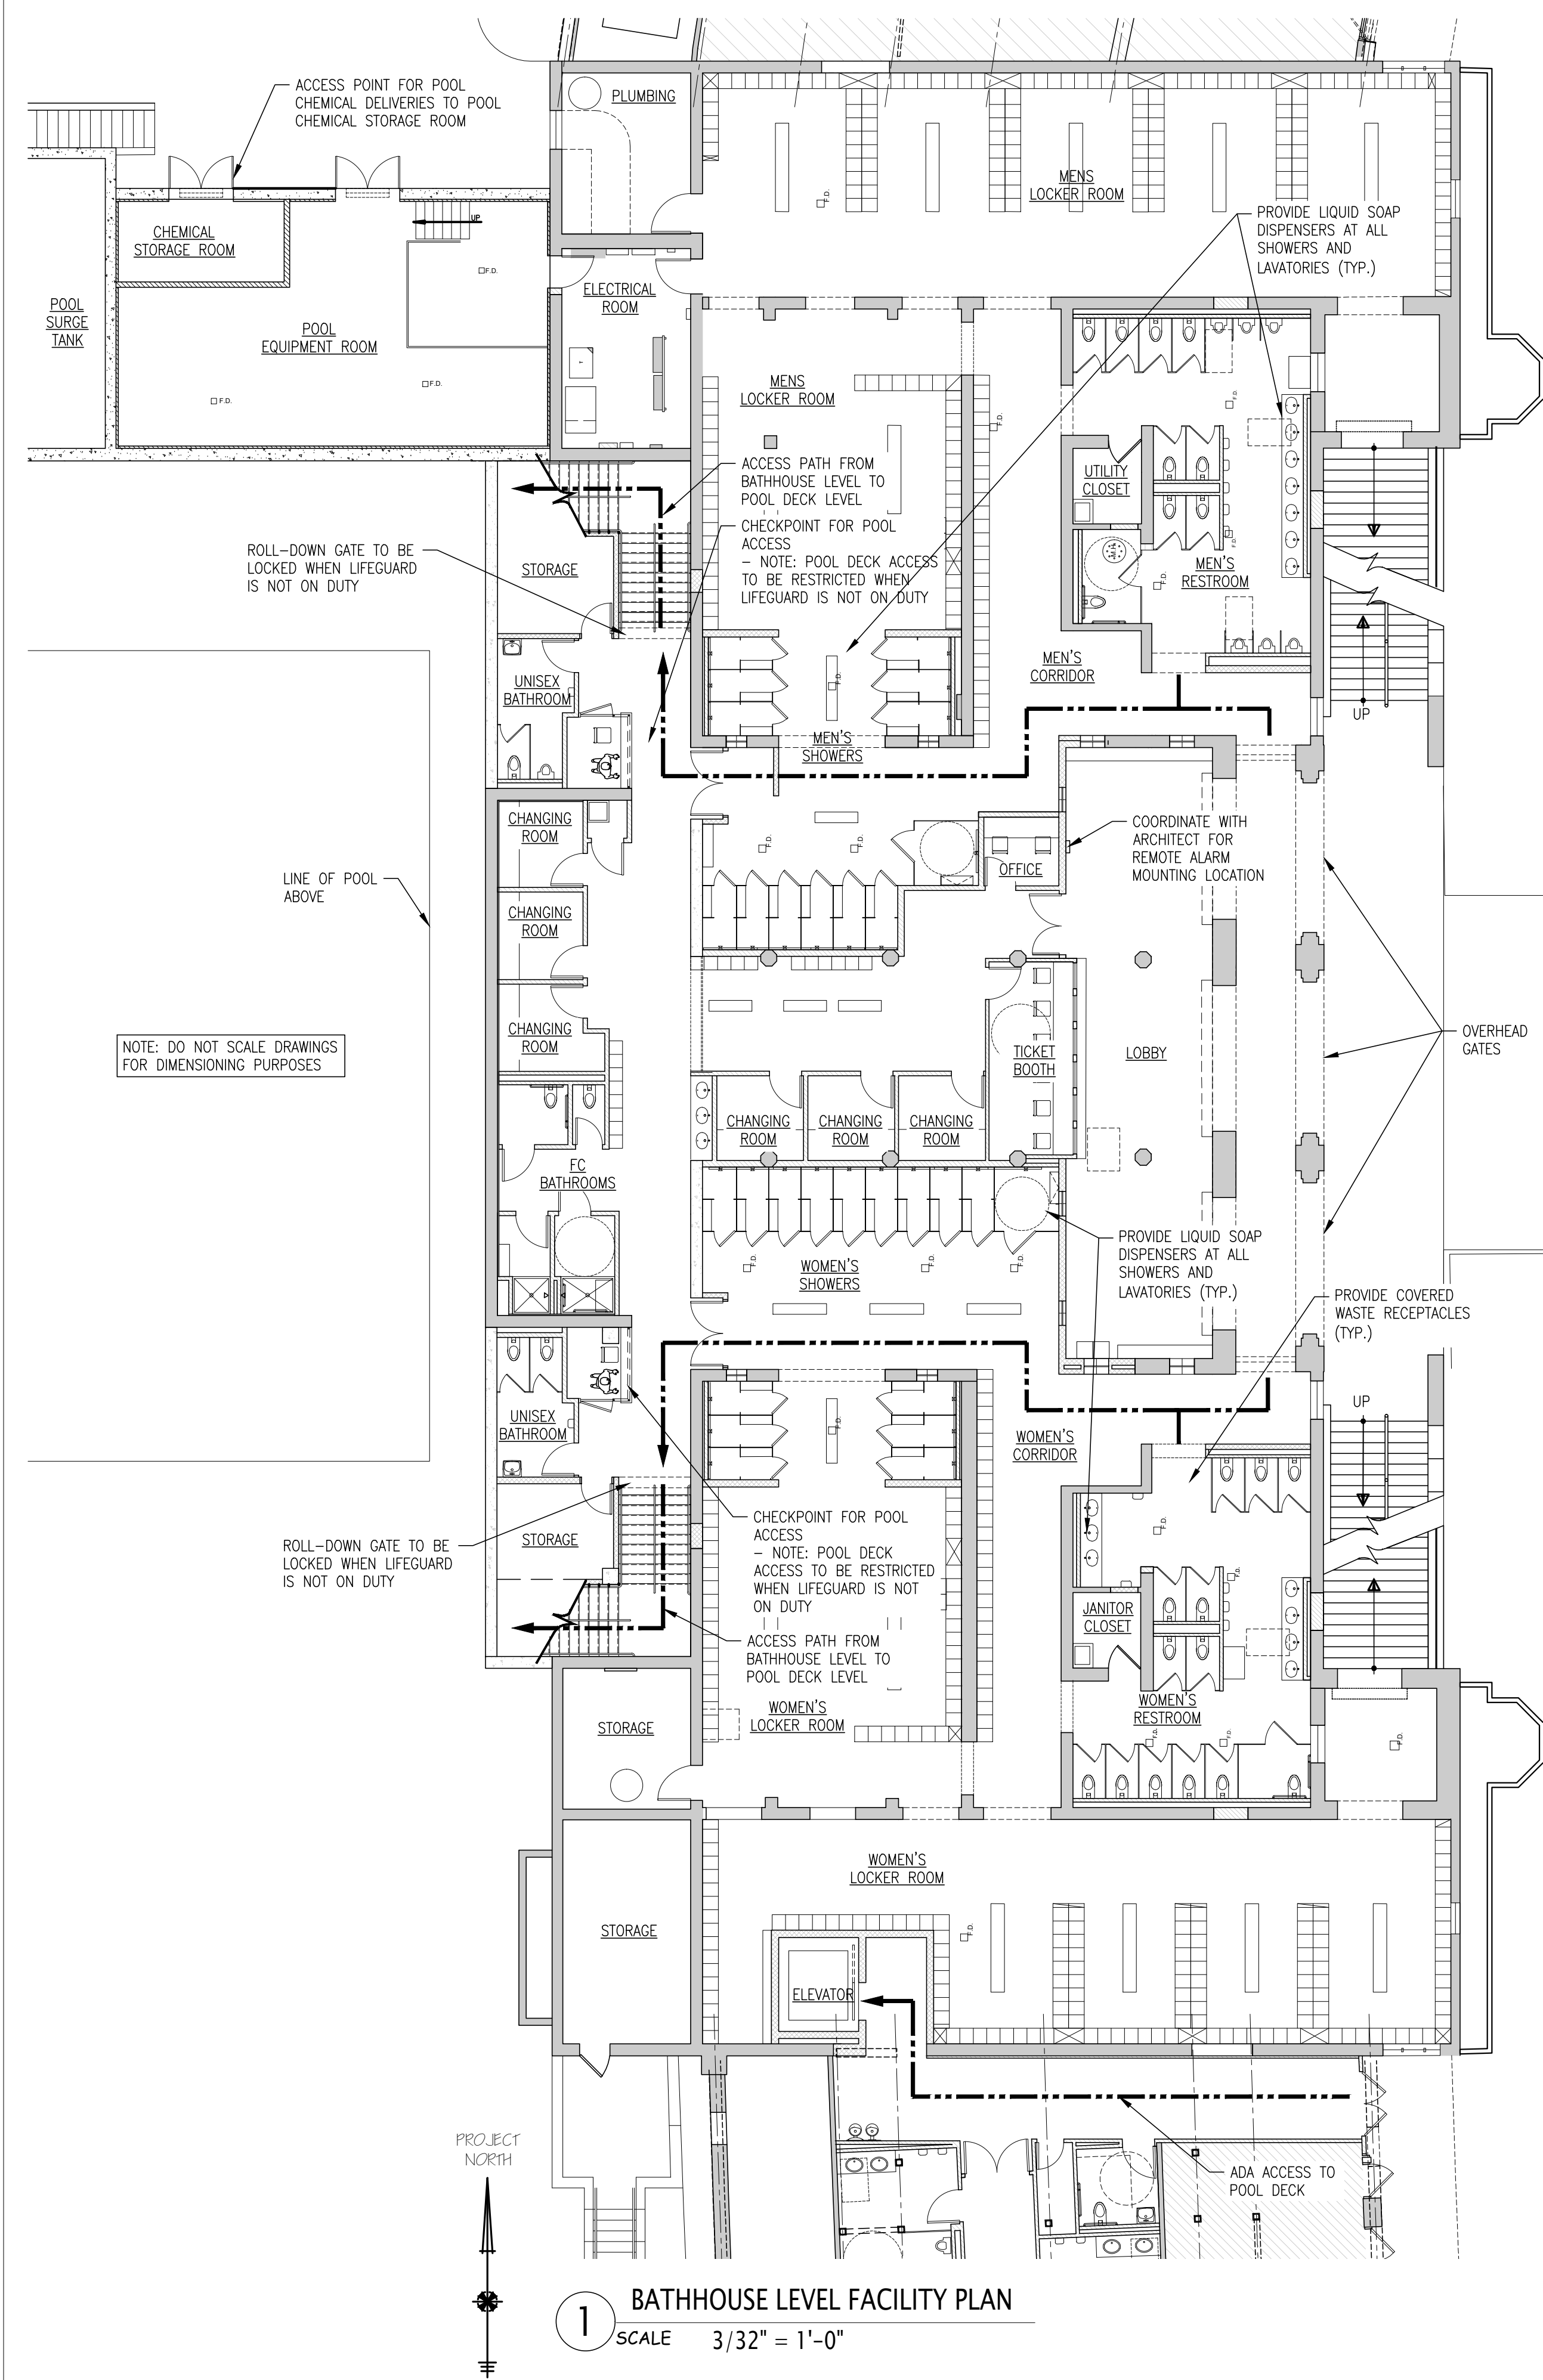 ACCESS POINT FOR POOL
CHEMICAL DELIVERIES TO POOL
CHEMICAL STORAGE ROOM
PLUMBING
MENS
LOCKER ROOM
PROVIDE LIQUID SOAP
DISPENSERS AT ALL
SHOWERS AND
LAVATORIES (TYP.)
F.D.
CHEMICAL
STORAGE ROOM
UP
F.D.
POOL
SURGE
TANK
POOL
EQUIPMENT ROOM
F.D.
F.D.
ELECTRICAL
ROOM
MENS
LOCKER ROOM
F.D.
F.D.
UTILITY
CLOSET
F.D.
F.D.
MEN'S
RESTROOM
ACCESS PATH FROM
BATHHOUSE LEVEL TO
POOL DECK LEVEL
CHECKPOINT FOR POOL
ACCESS
– NOTE: POOL DECK ACCESS
TO BE RESTRICTED WHEN
LIFEGUARD IS NOT ON DUTY
ROLL–DOWN GATE TO BE
LOCKED WHEN LIFEGUARD
IS NOT ON DUTY
STORAGE
UNISEX
BATHROOM
F.D.
MEN'S
SHOWERS
MEN'S
CORRIDOR
UP
CHANGING
ROOM
F.D.
F.D.
OFFICE
COORDINATE WITH
ARCHITECT FOR
REMOTE ALARM
MOUNTING LOCATION
LINE OF POOL
ABOVE
CHANGING
ROOM
CHANGING
ROOM
NOTE: DO NOT SCALE DRAWINGS
FOR DIMENSIONING PURPOSES
TICKET
BOOTH
LOBBY
OVERHEAD
GATES
CHANGING
ROOM
CHANGING
ROOM
CHANGING
ROOM
FC
BATHROOMS
PROVIDE LIQUID SOAP
DISPENSERS AT ALL
SHOWERS AND
LAVATORIES (TYP.)
F.D.
F.D.
F.D.
WOMEN'S
SHOWERS
PROVIDE COVERED
WASTE RECEPTACLES
(TYP.)
UNISEX
BATHROOM
F.D.
WOMEN'S
CORRIDOR
UP
CHECKPOINT FOR POOL
ACCESS
– NOTE: POOL DECK
ACCESS TO BE RESTRICTED
WHEN LIFEGUARD IS NOT
ON DUTY
F.D.
F.D.
ROLL–DOWN GATE TO BE
LOCKED WHEN LIFEGUARD
IS NOT ON DUTY
STORAGE
JANITOR
CLOSET
ACCESS PATH FROM
BATHHOUSE LEVEL TO
POOL DECK LEVEL
WOMEN'S
LOCKER ROOM
WOMEN'S
RESTROOM
F.D.
F.D.
F.D.
STORAGE
WOMEN'S
LOCKER ROOM
STORAGE
F.D.
ELEVATOR
PROJECT
NORTH
ADA ACCESS TO
POOL DECK
1
BATHHOUSE LEVEL FACILITY PLAN
SCALE 3/32" = 1'–0"